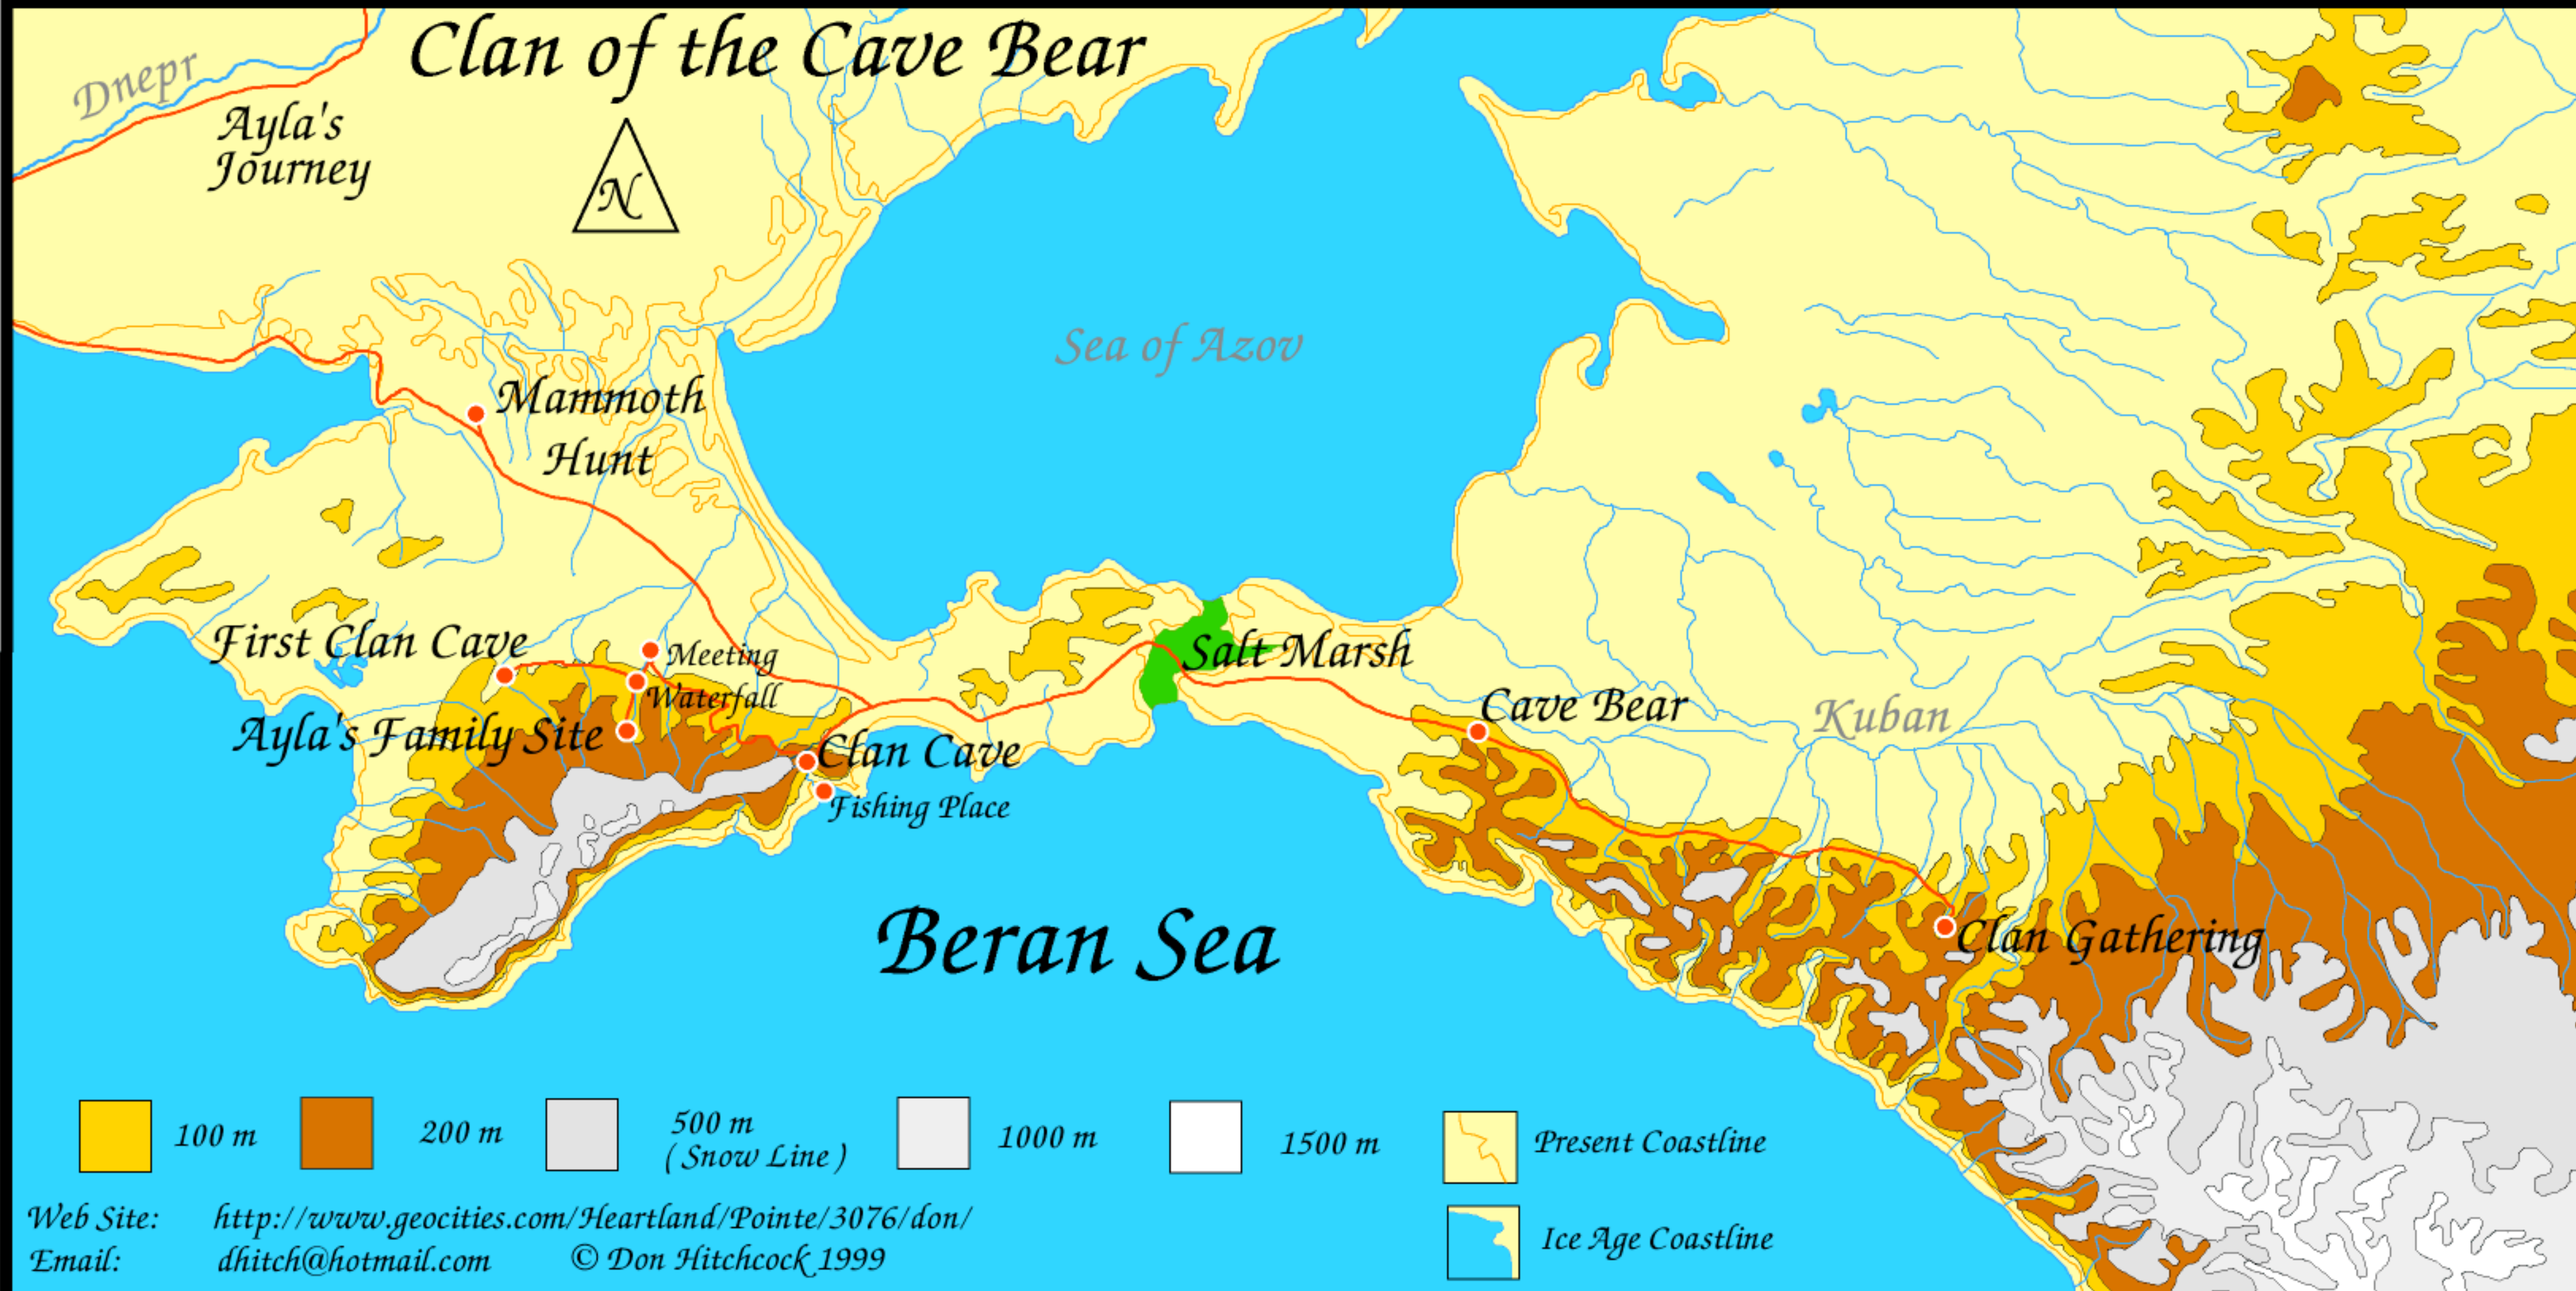 Clan of the Cave Bear
Dnepr
Ayla's
Journey
N
Sea of Azov
Mammoth
Hunt
First Clan Cave
Meeting
Waterfall
Salt Marsh
Ayla's Family Site
Cave Bear
Kuban
Clan Cave
Fishing Place
Beran Sea
Clan Gathering
100 m
200 m
500 m
( Snow Line )
1000 m
1500 m
Present Coastline
Ice Age Coastline
Web Site: http://www.geocities.com/Heartland/Pointe/3076/don/
Email: dhitch@hotmail.com © Don Hitchcock 1999